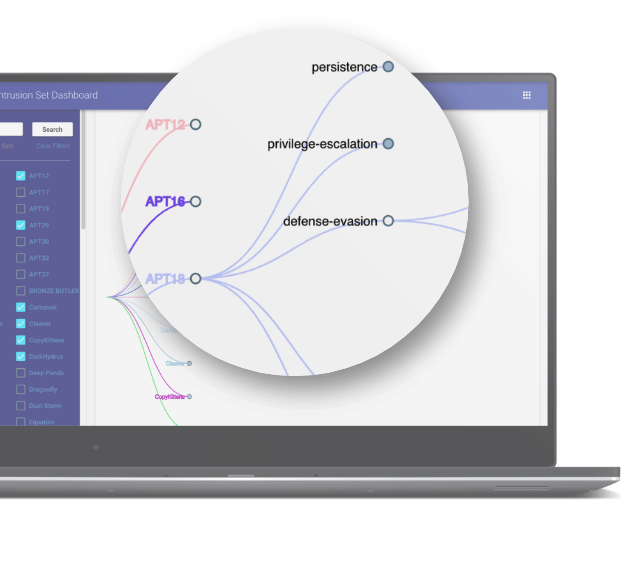 ntrusion Set Dashboard
Search
Sets
Clear Filters
APT12
APT17
APT19
APT29
APT30
APT33
APT37
BRONZE BUTLER
Carbanak
Cleaver
CopyKittens
DarkHydrus
Deep Panda
Dragonfly
Dust Storm
Equation
persistence
APT12
privilege-escalation
APT16
defense-evasion
APT18
Cleaver
CopyKittens